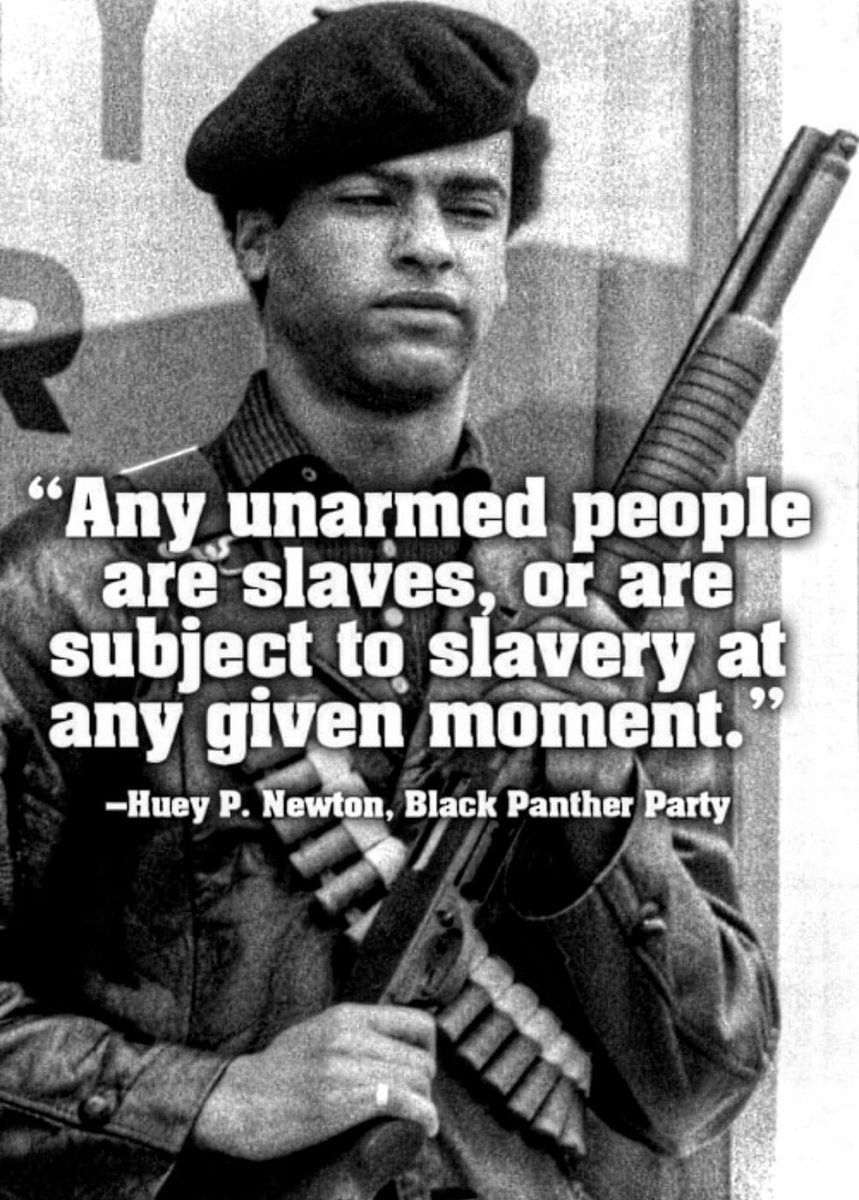 Y
R
“Any unarmed people
are slaves, or are
subject to slavery at
any given moment.”
–Huey P. Newton, Black Panther Party